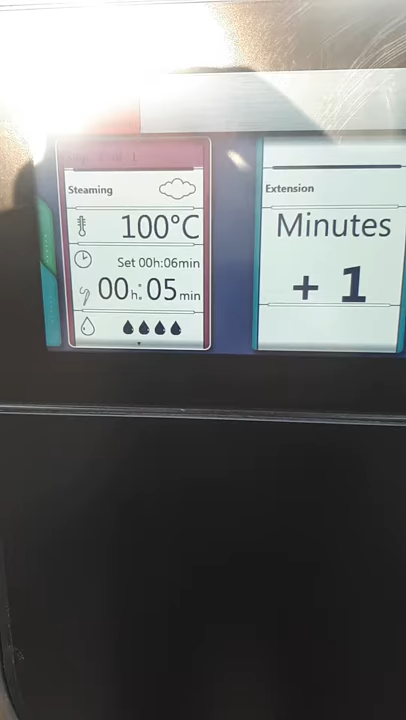 Steaming
100°C
Set 00h:06min
00h:05min
Extension
Minutes
+ 1